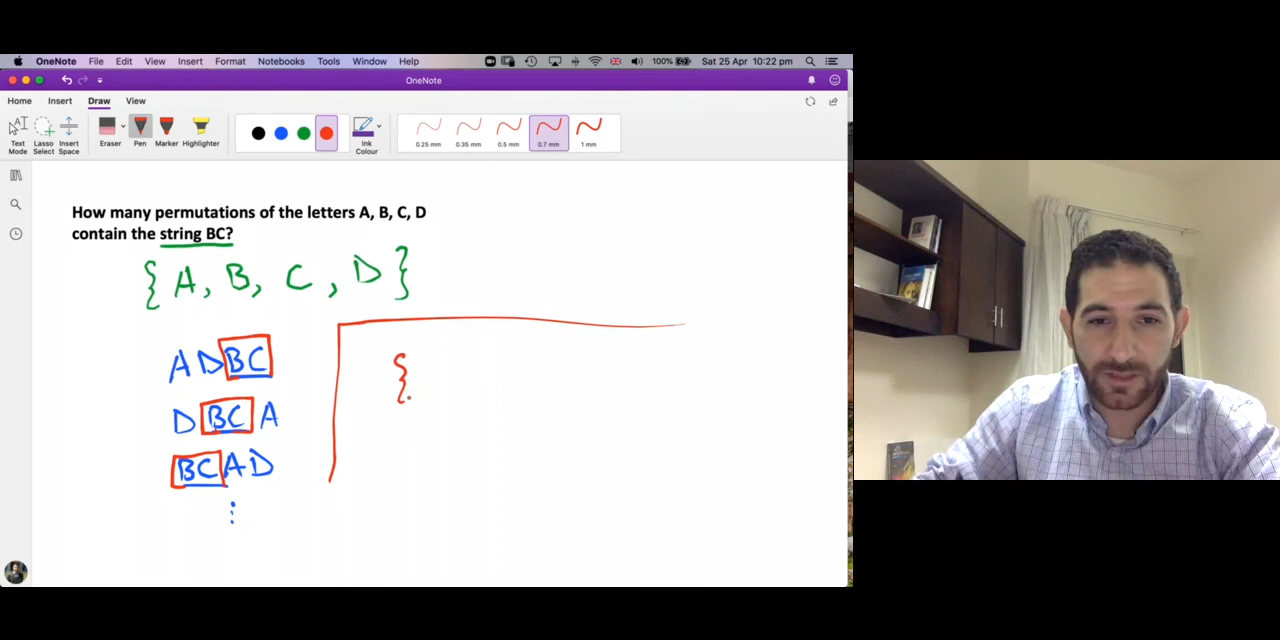 OneNote File Edit View Insert Format Notebooks Tools Window Help 100% Sat 25 Apr 10:22 pm
OneNote
Home Insert Draw View
Text Mode Lasso Select Insert Space Eraser Pen Marker Highlighter Ink Colour 0.25 mm 0.35 mm 0.5 mm 0.7 mm 1 mm
How many permutations of the letters A, B, C, D
contain the string BC?
{ A, B, C, D }
A D BC
{
D BC A
BC A D
⋮